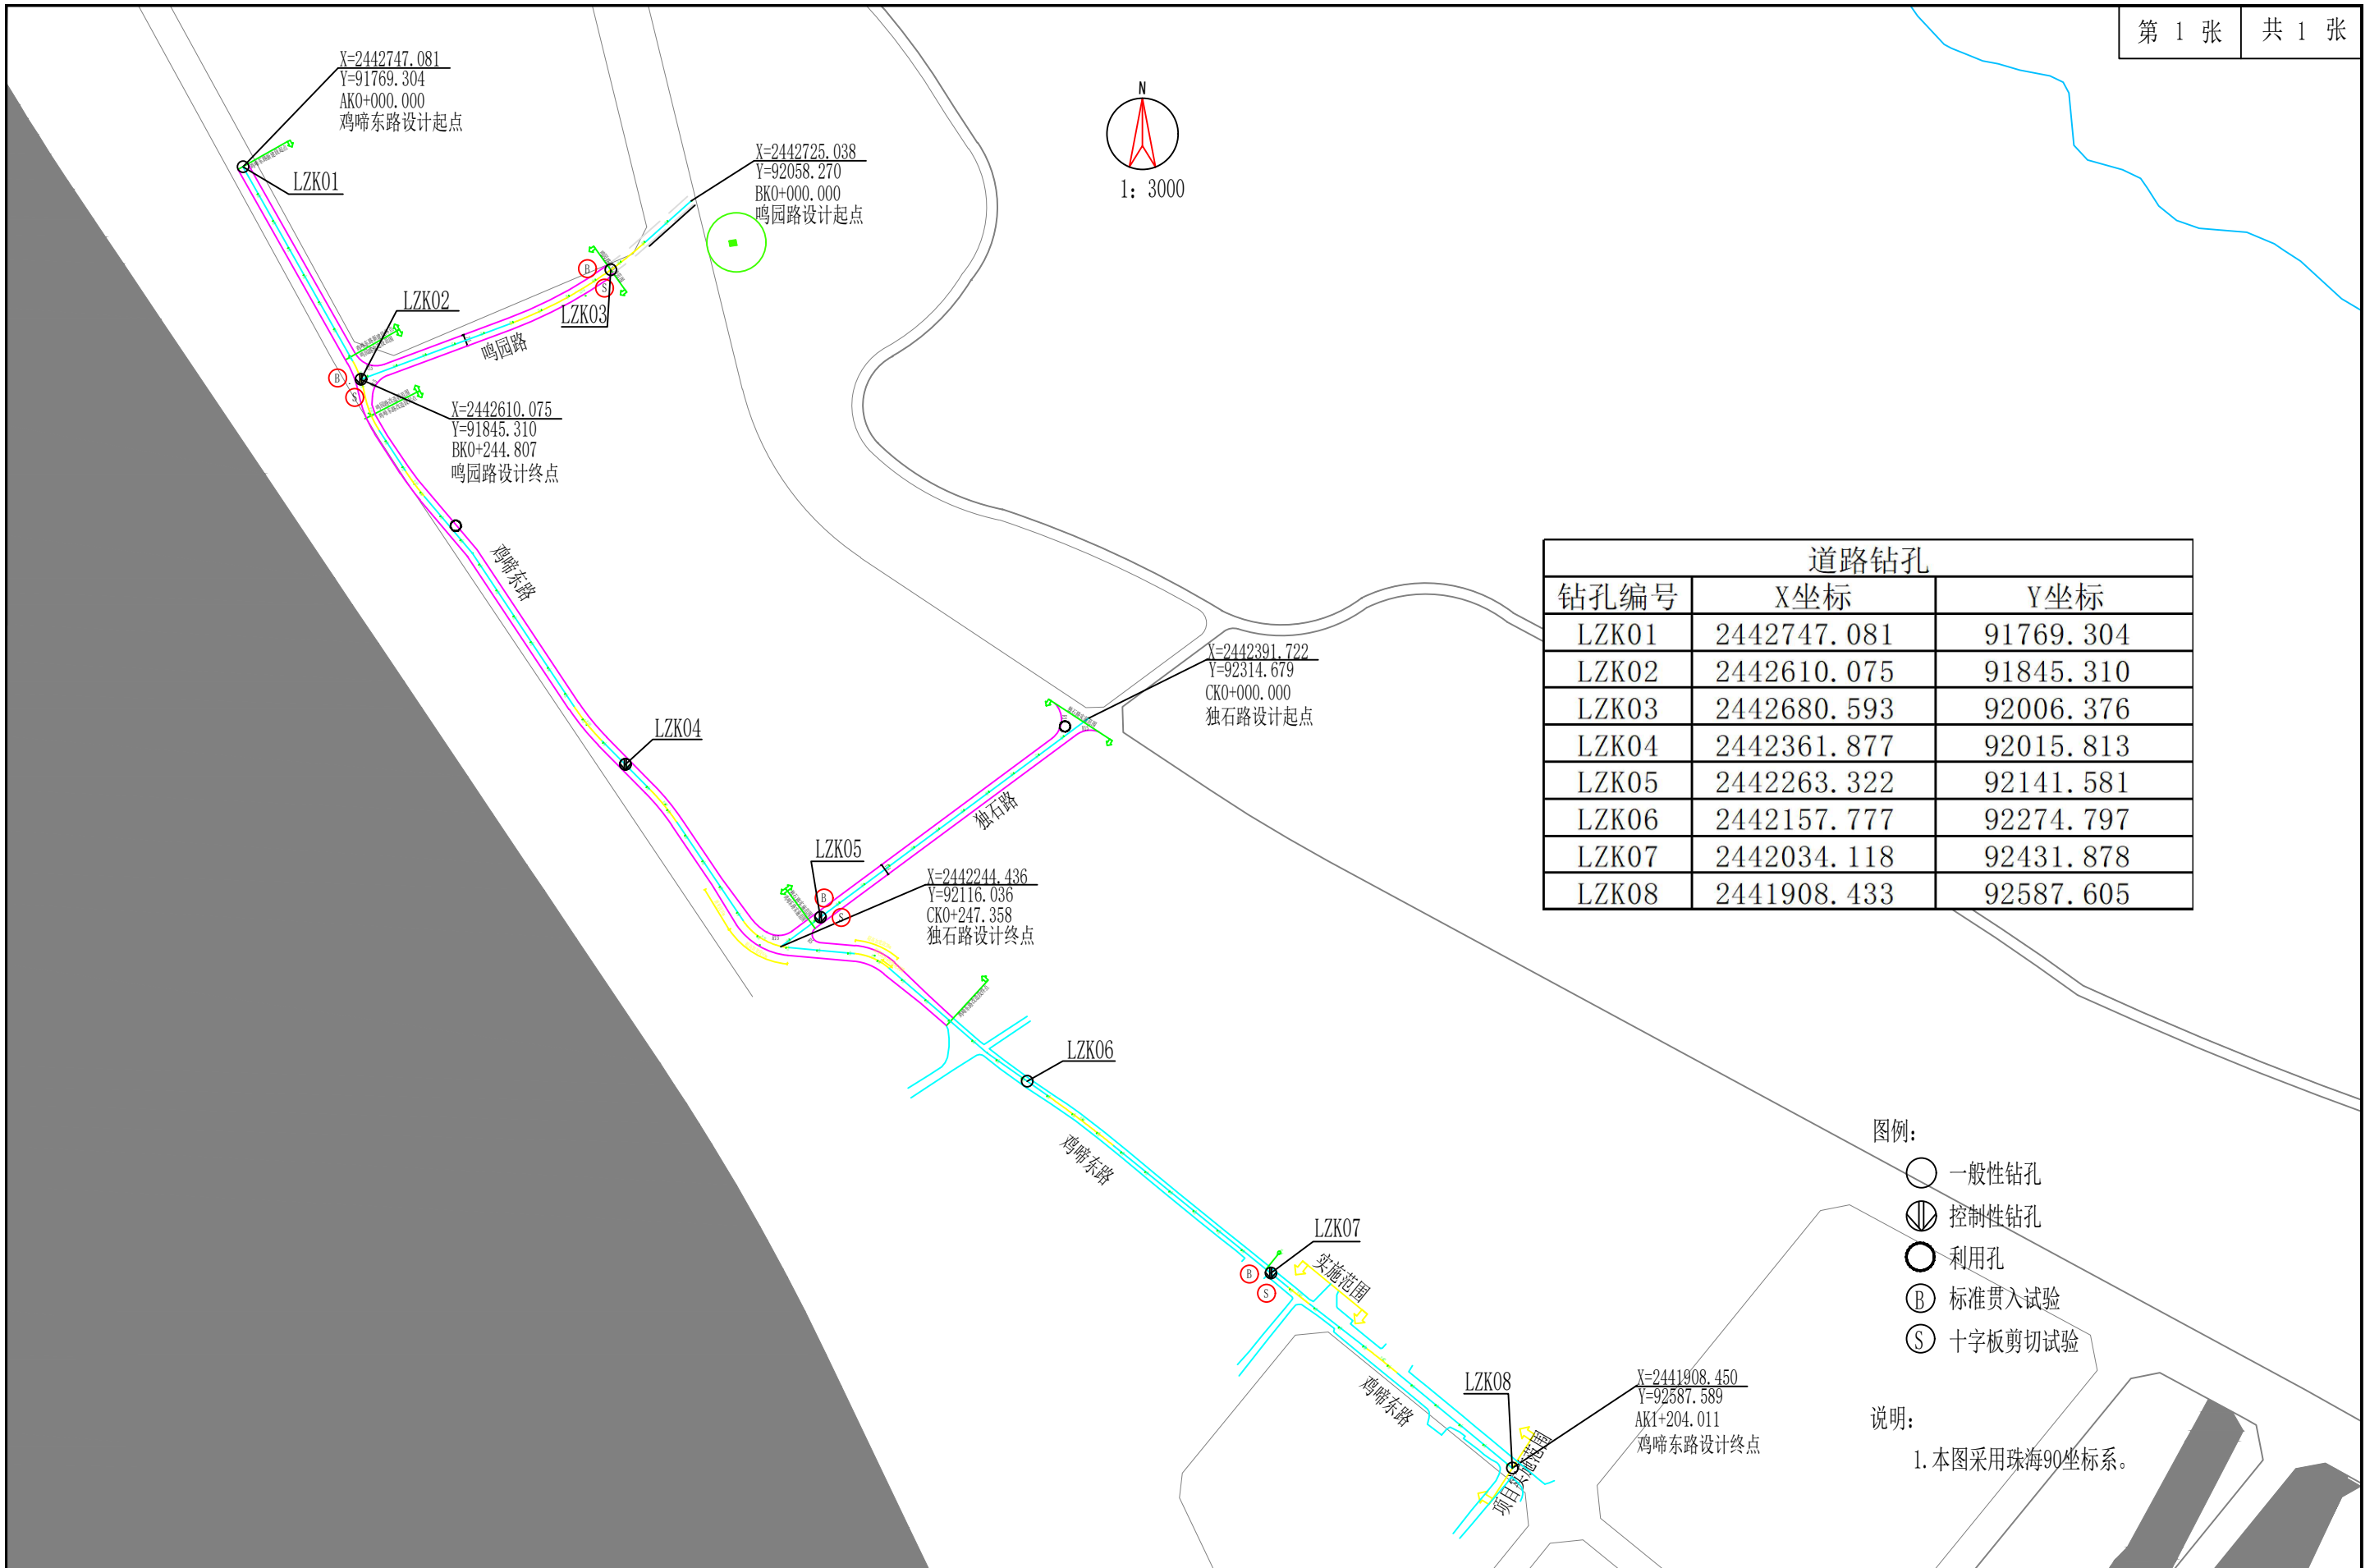 第 1 张
共 1 张
X=2442747.081
Y=91769.304
AK0+000.000
鸡啼东路设计起点
LZK01
N
1: 3000
X=2442725.038
Y=92058.270
BK0+000.000
鸣园路设计起点
B
S
LZK03
LZK02
鸣园路
B
S
X=2442610.075
Y=91845.310
BK0+244.807
鸣园路设计终点
鸡啼东路
道路钻孔
钻孔编号 X坐标 Y坐标
LZK01 2442747.081 91769.304
LZK02 2442610.075 91845.310
LZK03 2442680.593 92006.376
LZK04 2442361.877 92015.813
LZK05 2442263.322 92141.581
LZK06 2442157.777 92274.797
LZK07 2442034.118 92431.878
LZK08 2441908.433 92587.605
X=2442391.722
Y=92314.679
CK0+000.000
独石路设计起点
LZK04
独石路
LZK05
B
S
X=2442244.436
Y=92116.036
CK0+247.358
独石路设计终点
LZK06
鸡啼东路
LZK07
B
S
实施范围
鸡啼东路
LZK08
X=2441908.450
Y=92587.589
AK1+204.011
鸡啼东路设计终点
项目实施范围
图例:
一般性钻孔
控制性钻孔
利用孔
B 标准贯入试验
S 十字板剪切试验
说明:
1.本图采用珠海90坐标系。